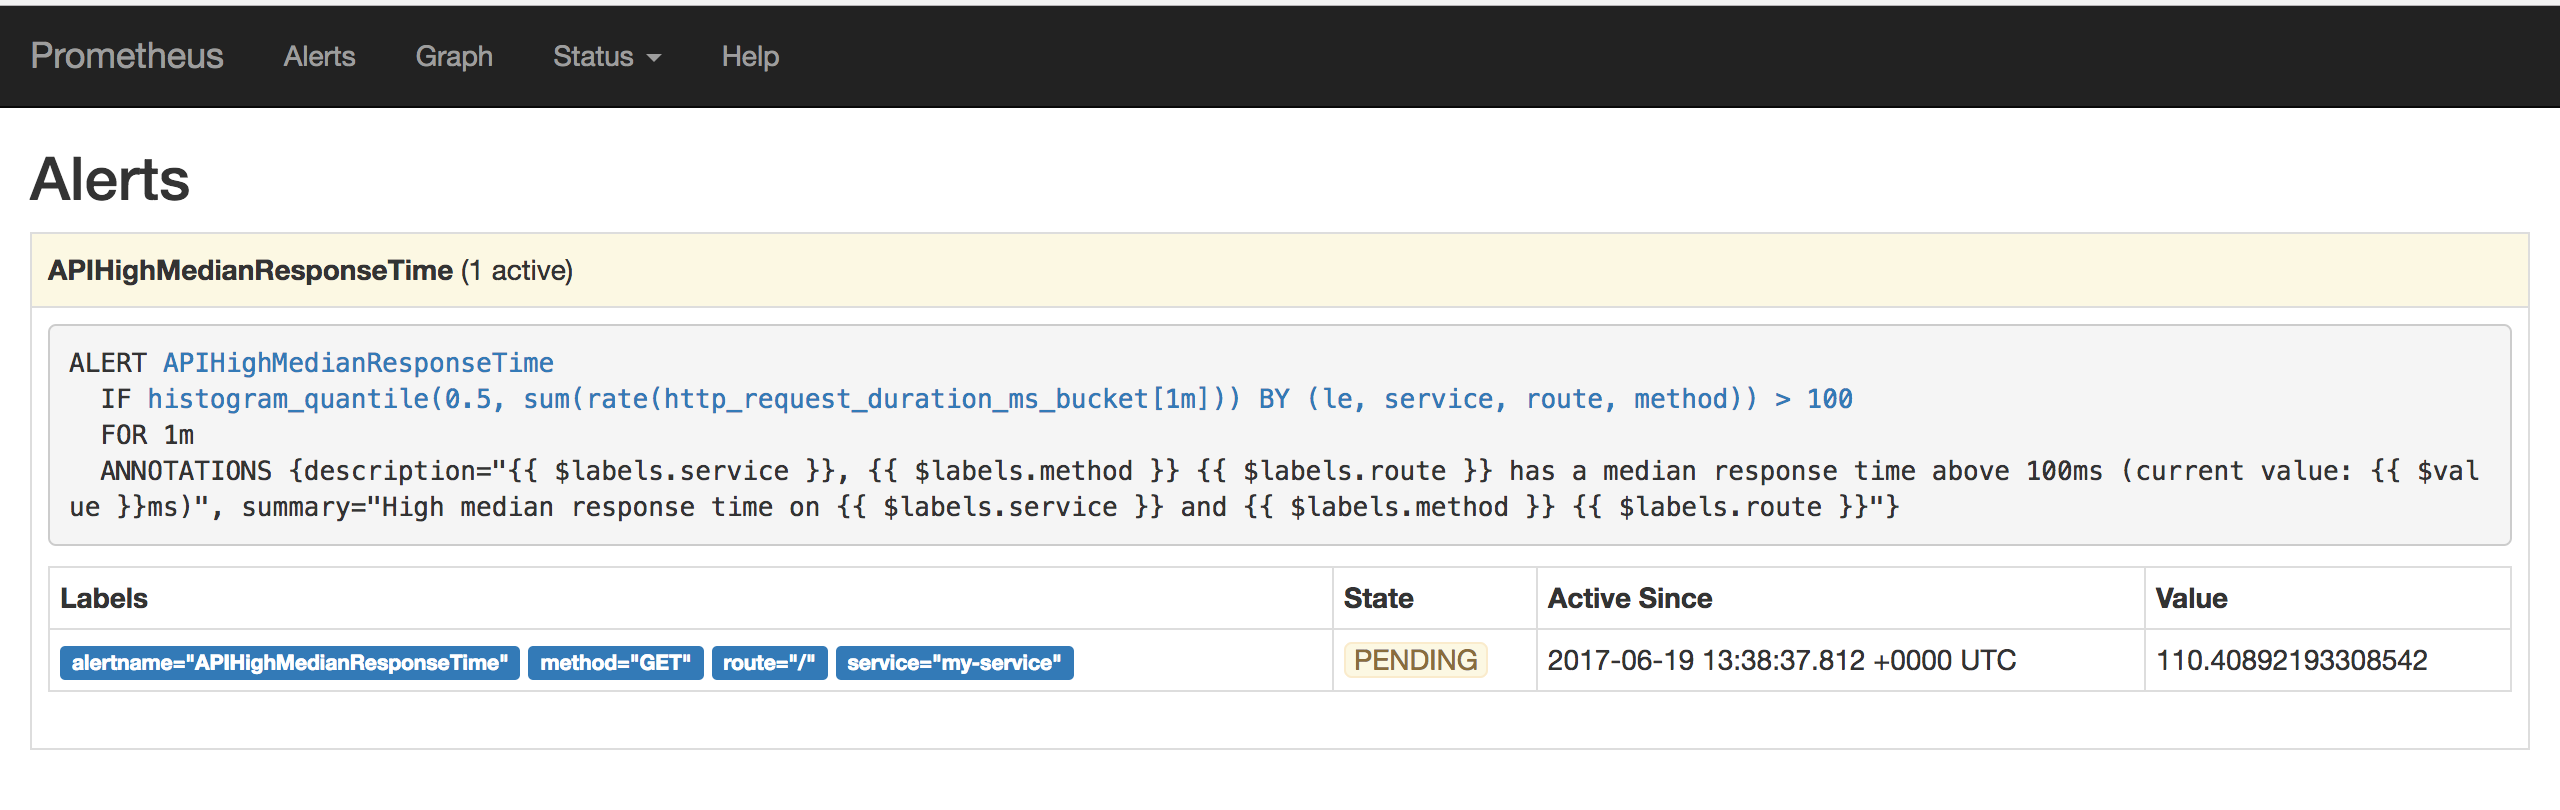 Prometheus Alerts Graph Status Help
Alerts
APIHighMedianResponseTime (1 active)
ALERT APIHighMedianResponseTime
IF histogram_quantile(0.5, sum(rate(http_request_duration_ms_bucket[1m])) BY (le, service, route, method)) > 100
FOR 1m
ANNOTATIONS {description="{{ $labels.service }}, {{ $labels.method }} {{ $labels.route }} has a median response time above 100ms (current value: {{ $val
ue }}ms)", summary="High median response time on {{ $labels.service }} and {{ $labels.method }} {{ $labels.route }}"}
Labels State Active Since Value
alertname="APIHighMedianResponseTime" method="GET" route="/" service="my-service" PENDING 2017-06-19 13:38:37.812 +0000 UTC 110.40892193308542